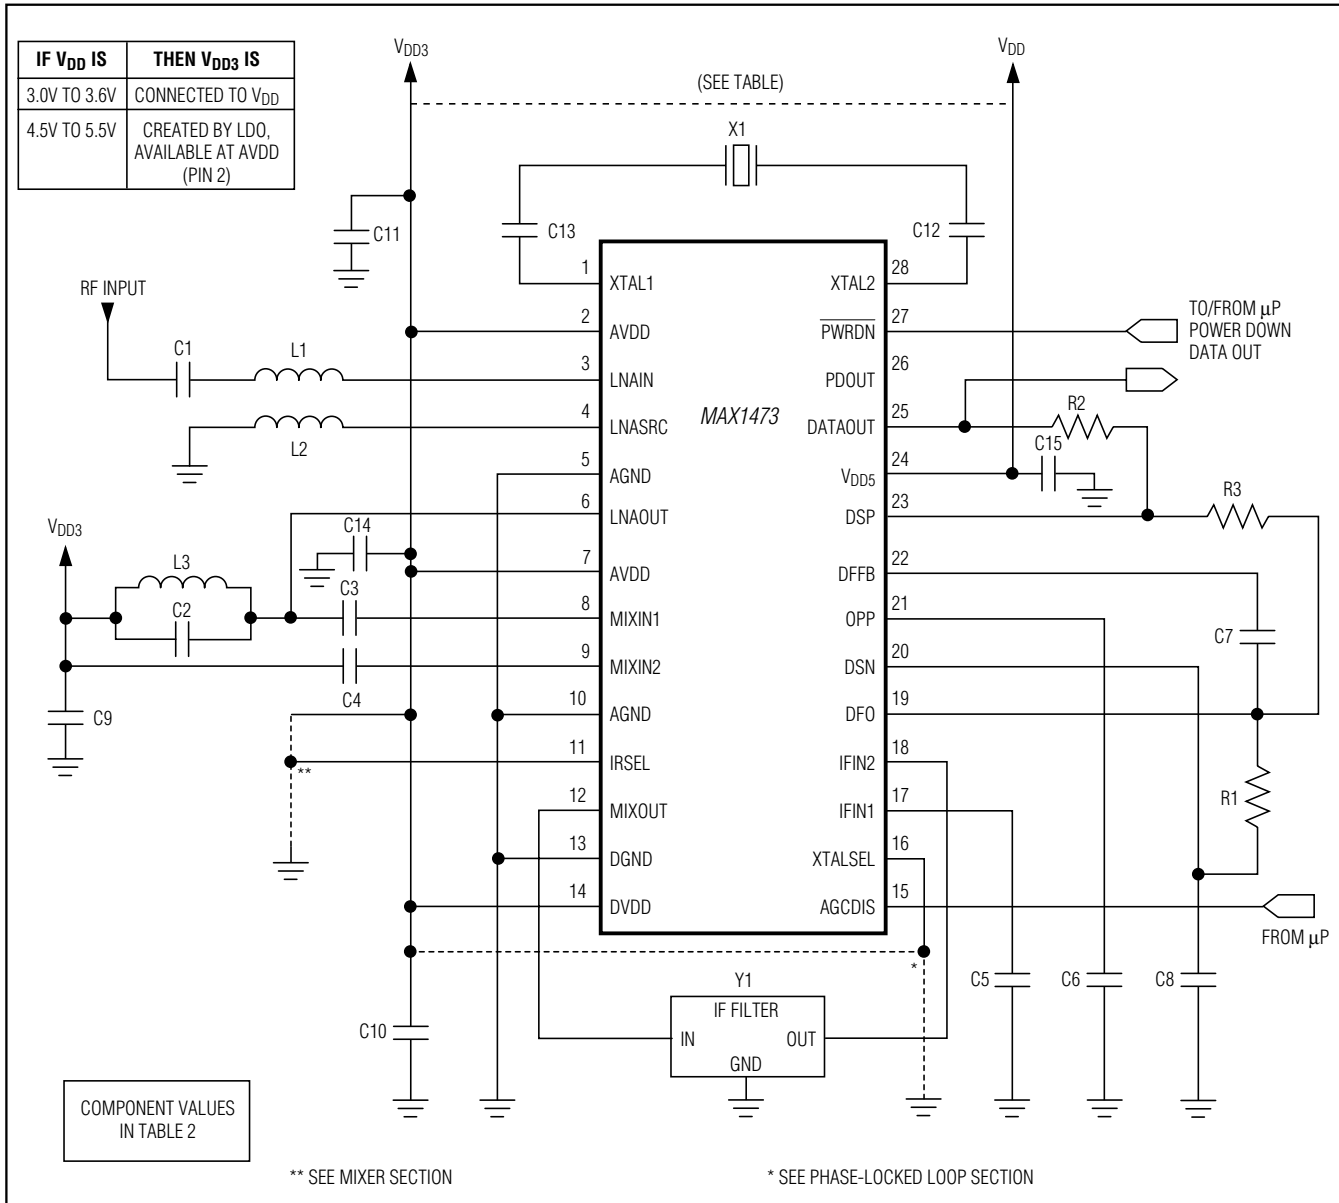 IF VDD IS THEN VDD3 IS
3.0V TO 3.6V CONNECTED TO VDD
4.5V TO 5.5V CREATED BY LDO,
AVAILABLE AT AVDD
(PIN 2)
VDD3
VDD
(SEE TABLE)
X1
C11
C13
C12
RF INPUT
C1
L1
L2
MAX1473
1 XTAL1
2 AVDD
3 LNAIN
4 LNASRC
5 AGND
6 LNAOUT
7 AVDD
8 MIXIN1
9 MIXIN2
10 AGND
11 IRSEL
12 MIXOUT
13 DGND
14 DVDD
XTAL2 28
PWRDN 27
PDOUT 26
DATAOUT 25
VDD5 24
DSP 23
DFFB 22
OPP 21
DSN 20
DFO 19
IFIN2 18
IFIN1 17
XTALSEL 16
AGCDIS 15
TO/FROM µP
POWER DOWN
DATA OUT
R2
C15
R3
C7
R1
FROM µP
VDD3
L3
C2
C14
C3
C4
C9
**
*
C10
Y1
IF FILTER
IN OUT
GND
C5
C6
C8
COMPONENT VALUES
IN TABLE 2
** SEE MIXER SECTION
* SEE PHASE-LOCKED LOOP SECTION